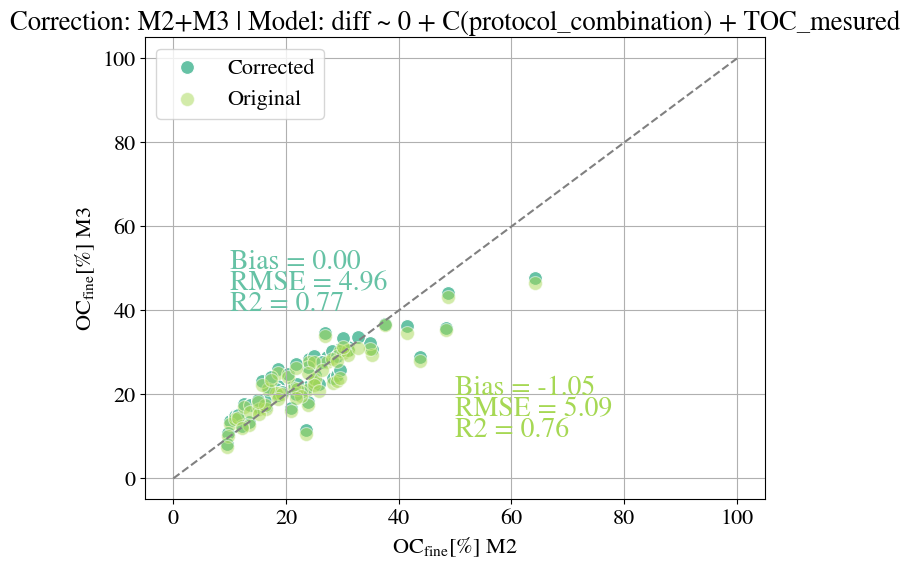 Correction: M2+M3 | Model: diff ~ 0 + C(protocol_combination) + TOC_mesured
100
80
60
40
20
0
OC_fine[%] M3
Corrected
Original
Bias = 0.00
RMSE = 4.96
R2 = 0.77
Bias = -1.05
RMSE = 5.09
R2 = 0.76
0 20 40 60 80 100
OC_fine[%] M2